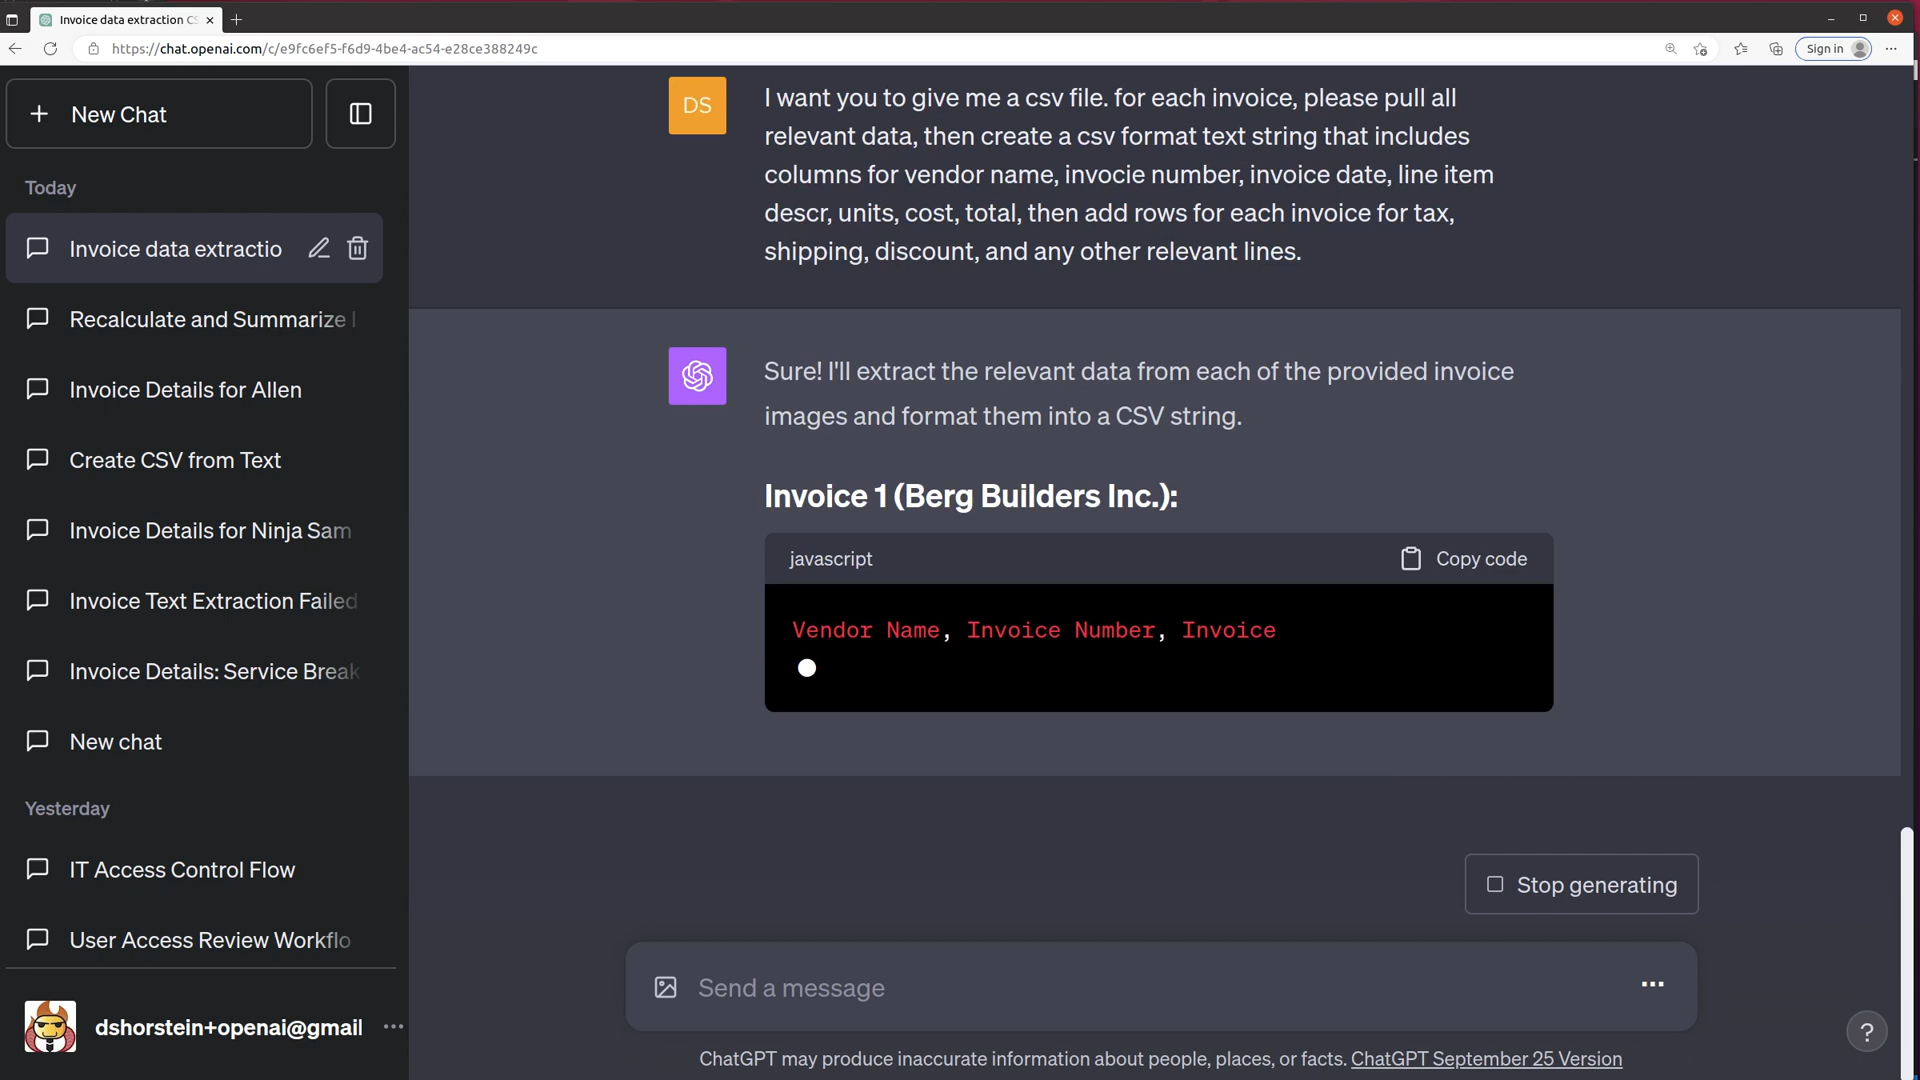 Invoice data extraction CS
https://chat.openai.com/c/e9fc6ef5-f6d9-4be4-ac54-e28ce388249c
Sign in
New Chat
Today
Invoice data extractio
Recalculate and Summarize
Invoice Details for Allen
Create CSV from Text
Invoice Details for Ninja Sam
Invoice Text Extraction Failed
Invoice Details: Service Break
New chat
Yesterday
IT Access Control Flow
User Access Review Workflo
dshorstein+openai@gmail
DS
I want you to give me a csv file. for each invoice, please pull all
relevant data, then create a csv format text string that includes
columns for vendor name, invocie number, invoice date, line item
descr, units, cost, total, then add rows for each invoice for tax,
shipping, discount, and any other relevant lines.
Sure! I'll extract the relevant data from each of the provided invoice
images and format them into a CSV string.
Invoice 1 (Berg Builders Inc.):
javascript
Copy code
Vendor Name, Invoice Number, Invoice
Stop generating
Send a message
ChatGPT may produce inaccurate information about people, places, or facts. ChatGPT September 25 Version
?